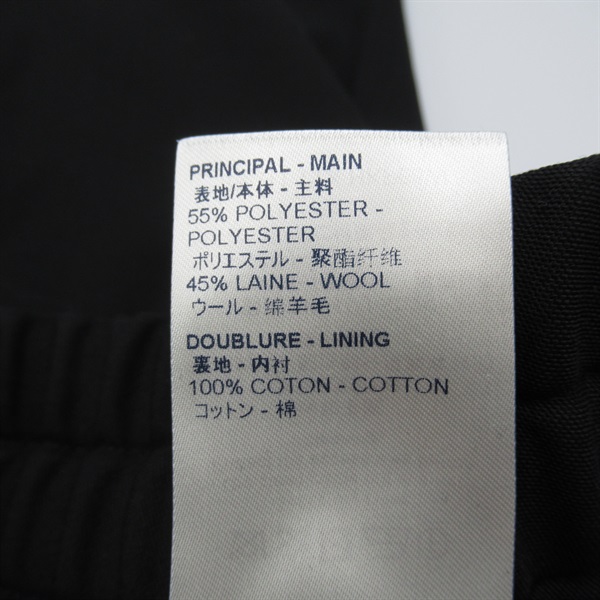 PRINCIPAL - MAIN
表地/本体 - 主料
55% POLYESTER -
POLYESTER
ポリエステル - 聚酯纤维
45% LAINE - WOOL
ウール - 绵羊毛
DOUBLURE - LINING
裏地 - 内衬
100% COTON - COTTON
コットン - 棉